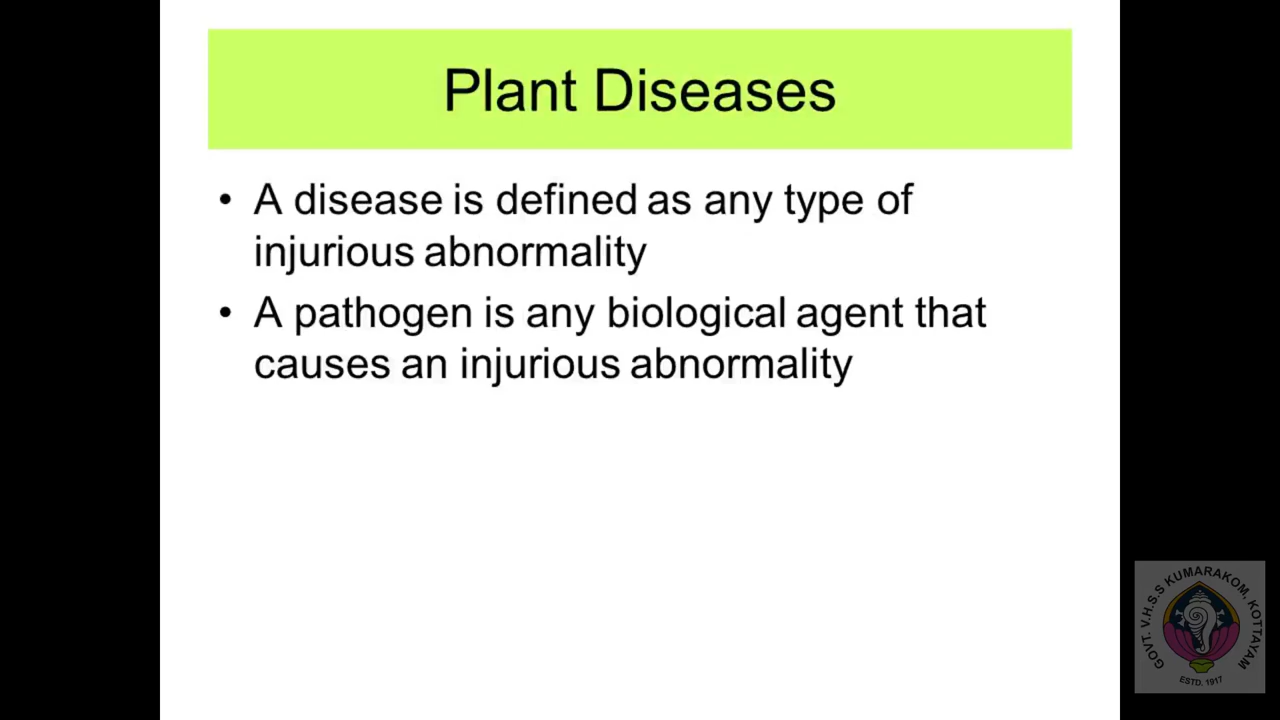 Plant Diseases
• A disease is defined as any type of
injurious abnormality
• A pathogen is any biological agent that
causes an injurious abnormality
GOVT. V.H.S.S KUMARAKOM, KOTTAYAM
ESTD. 1917